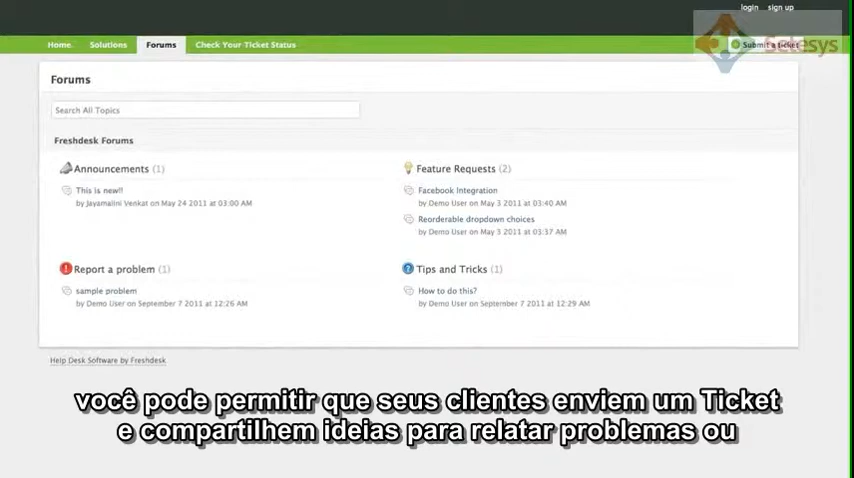 login sign up
Home Solutions Forums Check Your Ticket Status Submit a ticket
Setesys
Forums
Search All Topics
Freshdesk Forums
Announcements (1)
This is new!!
by Jayamalini Venkat on May 24 2011 at 03:00 AM
Feature Requests (2)
Facebook Integration
by Demo User on May 3 2011 at 03:40 AM
Reorderable dropdown choices
by Demo User on May 3 2011 at 03:37 AM
Report a problem (1)
sample problem
by Demo User on September 7 2011 at 12:26 AM
Tips and Tricks (1)
How to do this?
by Demo User on September 7 2011 at 12:29 AM
Help Desk Software by Freshdesk
você pode permitir que seus clientes enviem um Ticket
e compartilhem ideias para relatar problemas ou